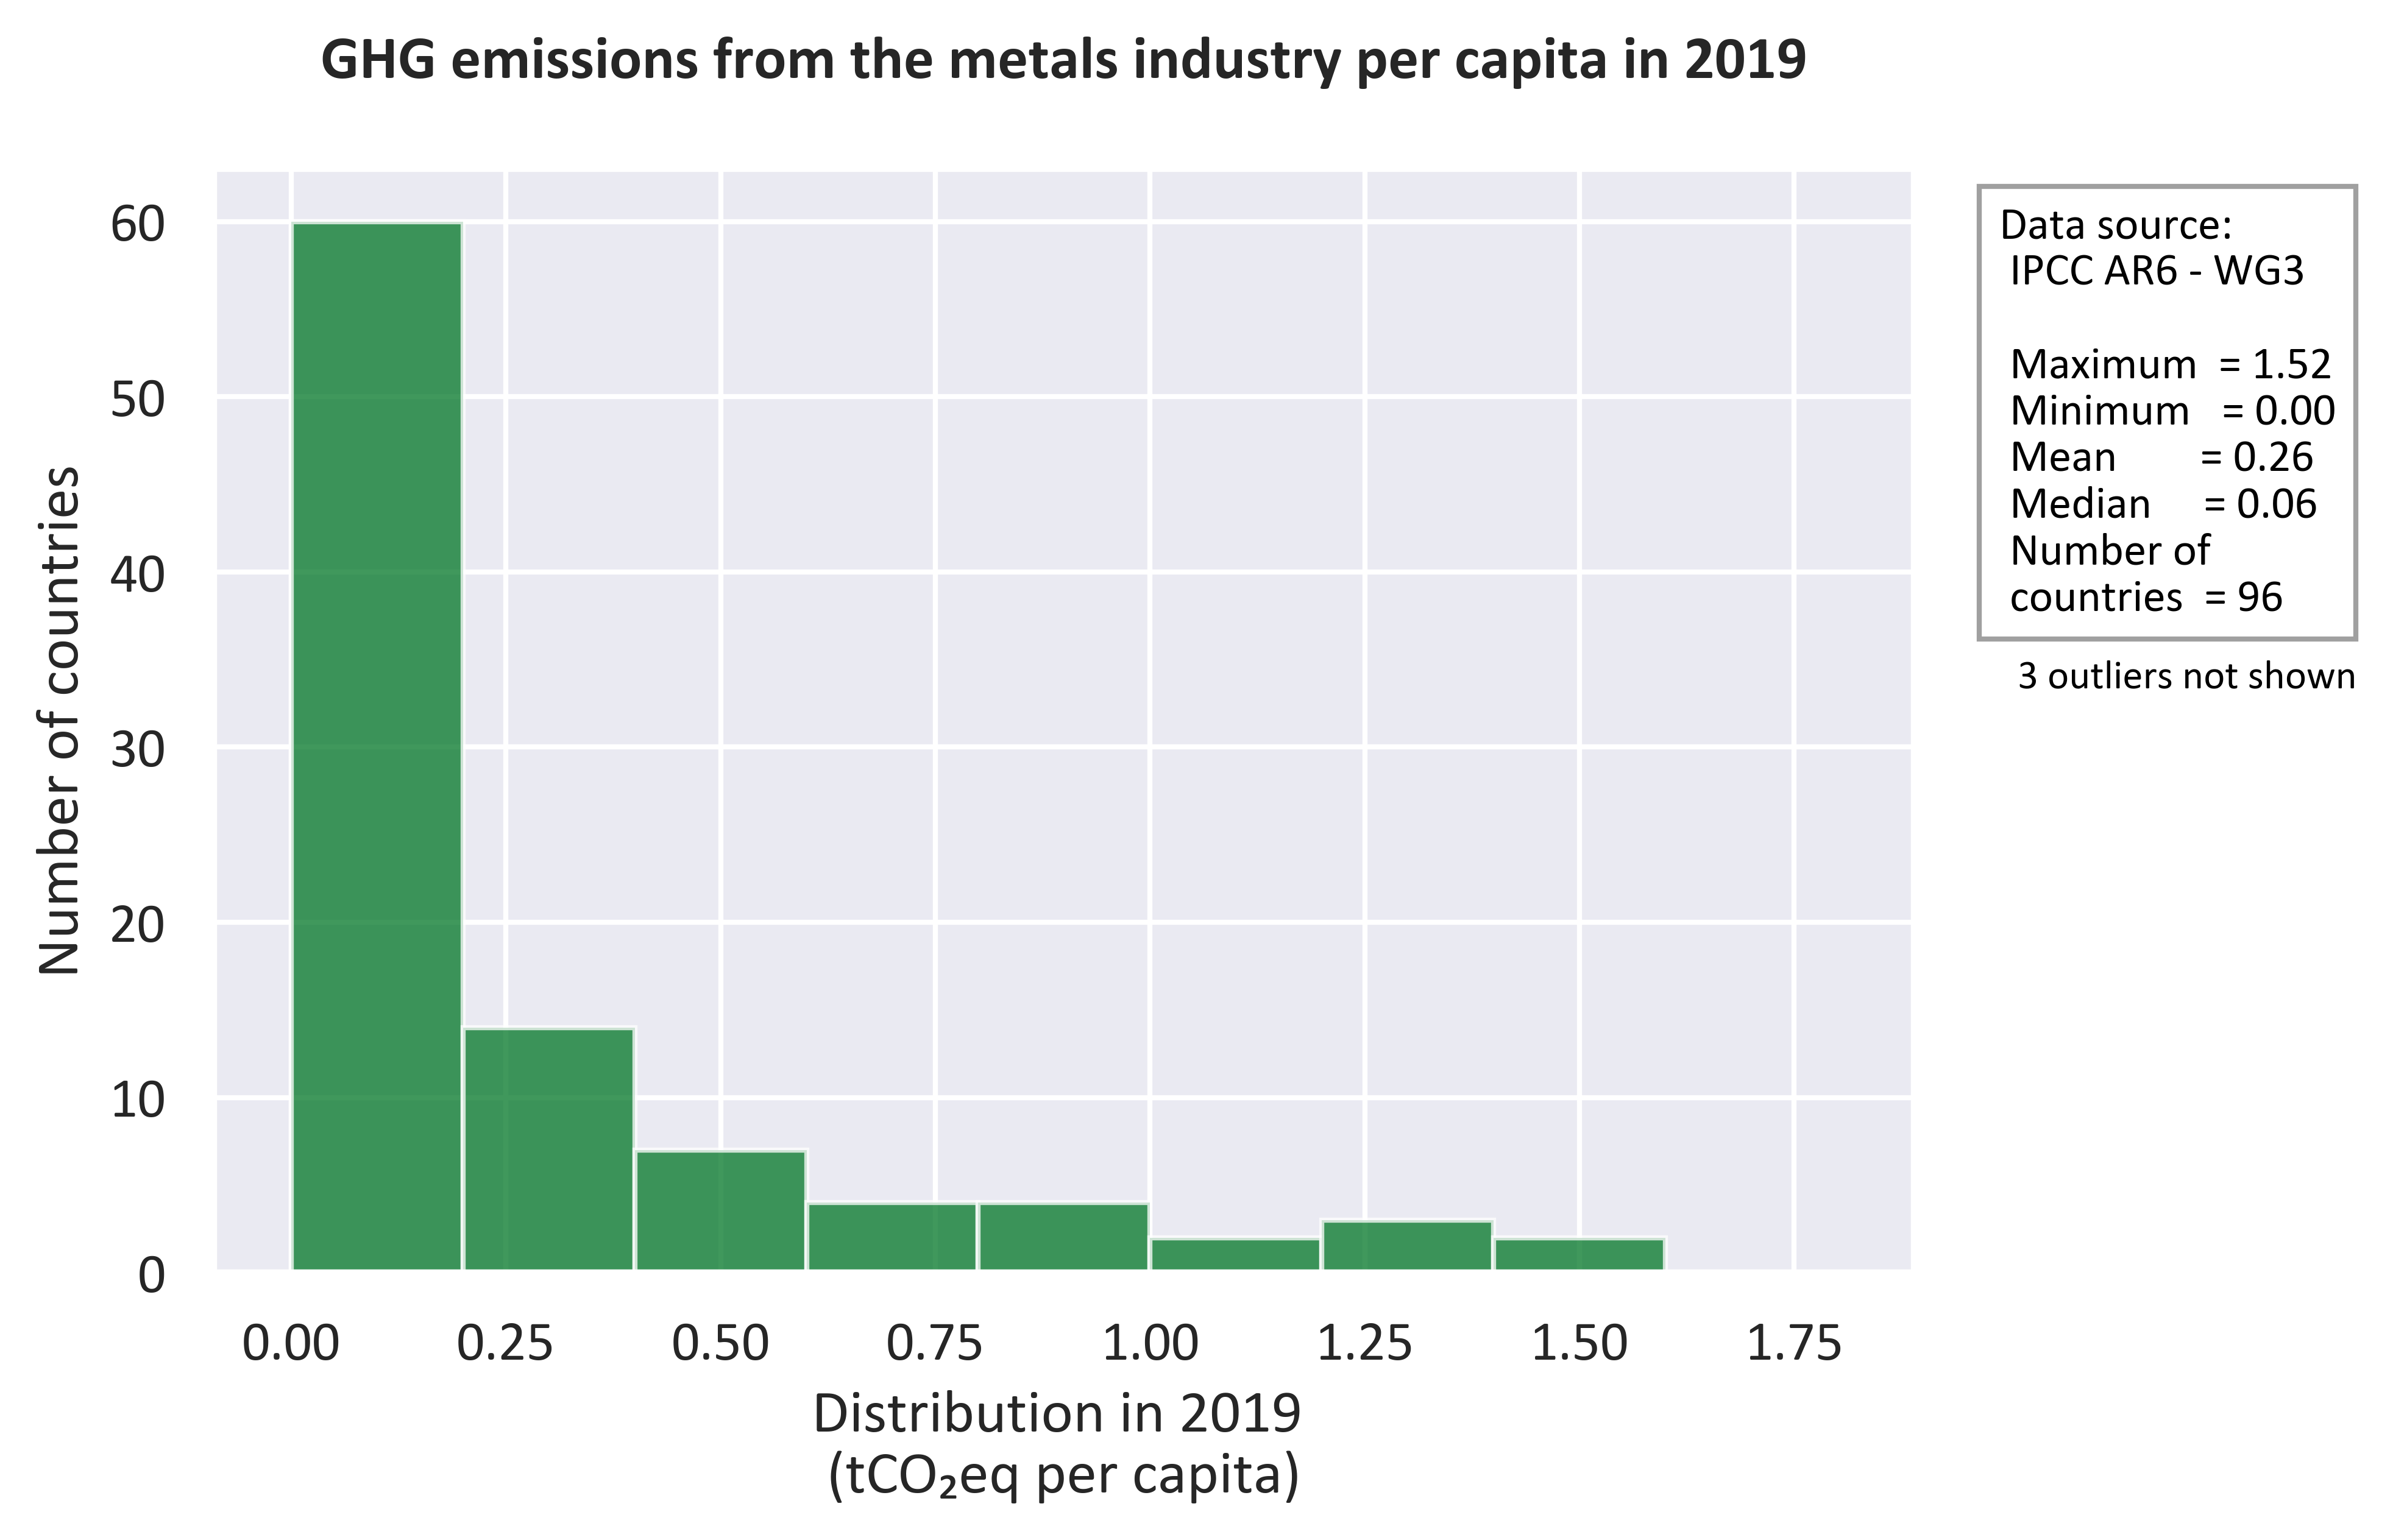 GHG emissions from the metals industry per capita in 2019
60
50
40
30
20
10
0
Number of countries
0.00 0.25 0.50 0.75 1.00 1.25 1.50 1.75
Distribution in 2019
(tCO₂eq per capita)
Data source:
IPCC AR6 - WG3
Maximum = 1.52
Minimum = 0.00
Mean = 0.26
Median = 0.06
Number of
countries = 96
3 outliers not shown